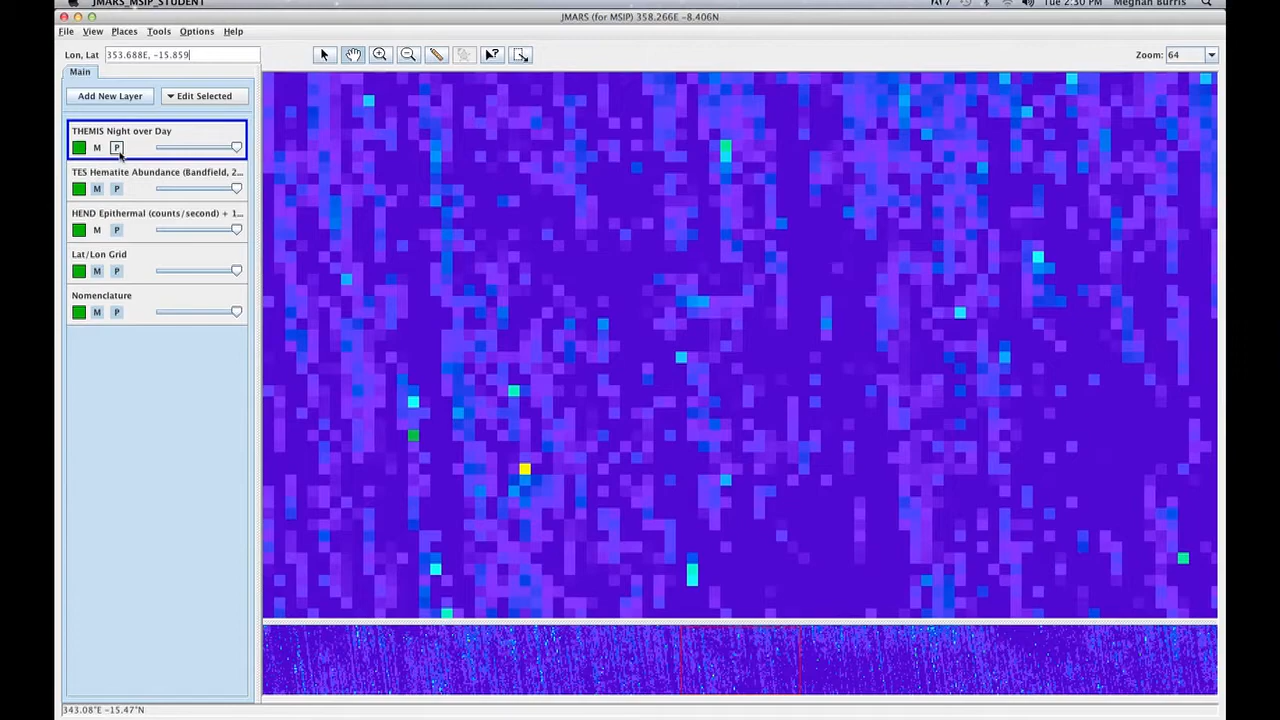 JMARS_MSIP_STUDENT Tue 2:30 PM Meghan Burris
JMARS (for MSIP) 358.266E -8.406N
File View Places Tools Options Help
Lon, Lat 353.688E, -15.859 Zoom: 64
Main
Add New Layer Edit Selected
THEMIS Night over Day
M P
TES Hematite Abundance (Bandfield, 2...
M P
HEND Epithermal (counts/second) + 1...
M P
Lat/Lon Grid
M P
Nomenclature
M P
343.08°E -15.47°N